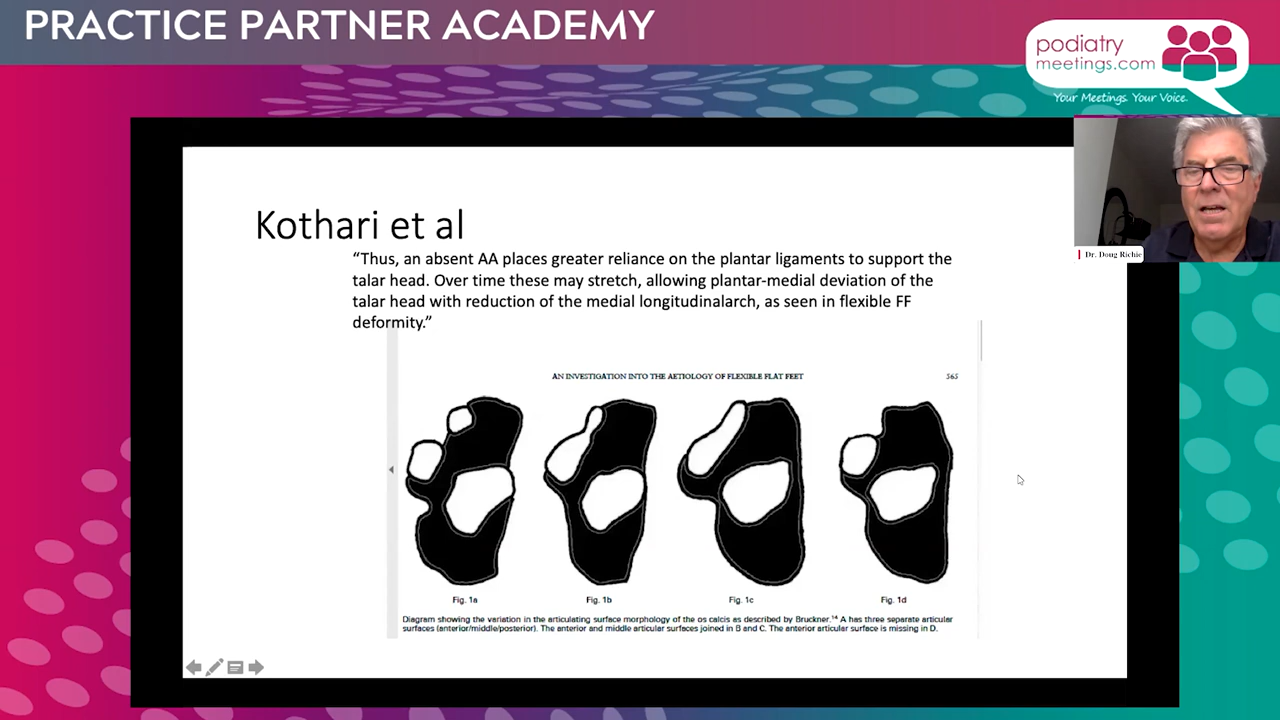 PRACTICE PARTNER ACADEMY
podiatry
meetings.com
Your Meetings. Your Voice.
Dr. Doug Richie
Kothari et al
“Thus, an absent AA places greater reliance on the plantar ligaments to support the
talar head. Over time these may stretch, allowing plantar-medial deviation of the
talar head with reduction of the medial longitudinalarch, as seen in flexible FF
deformity.”
AN INVESTIGATION INTO THE AETIOLOGY OF FLEXIBLE FLAT FEET 565
Fig. 1a Fig. 1b Fig. 1c Fig. 1d
Diagram showing the variation in the articulating surface morphology of the os calcis as described by Bruckner.14 A has three separate articular
surfaces (anterior/middle/posterior). The anterior and middle articular surfaces joined in B and C. The anterior articular surface is missing in D.